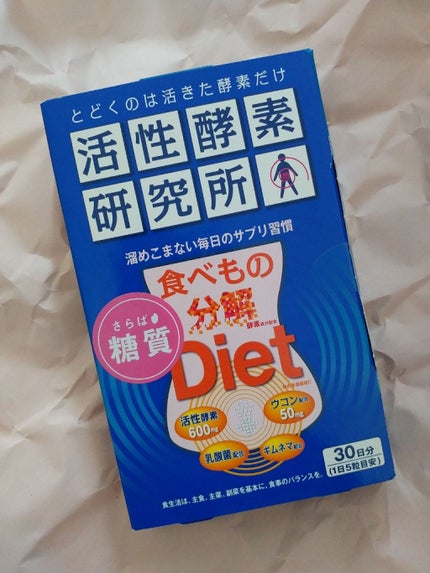 とどくのは活きた酵素だけ
活性酵素
研究所
溜めこまない毎日のサプリ習慣
食べもの
分解
さらば
糖質
Diet
活性酵素
600mg
ウコン配合
50mg
乳酸菌配合
ギムネマ配合
30日分
(1日5粒目安)
食生活は、主食、主菜、副菜を基本に、食事のバランスを。